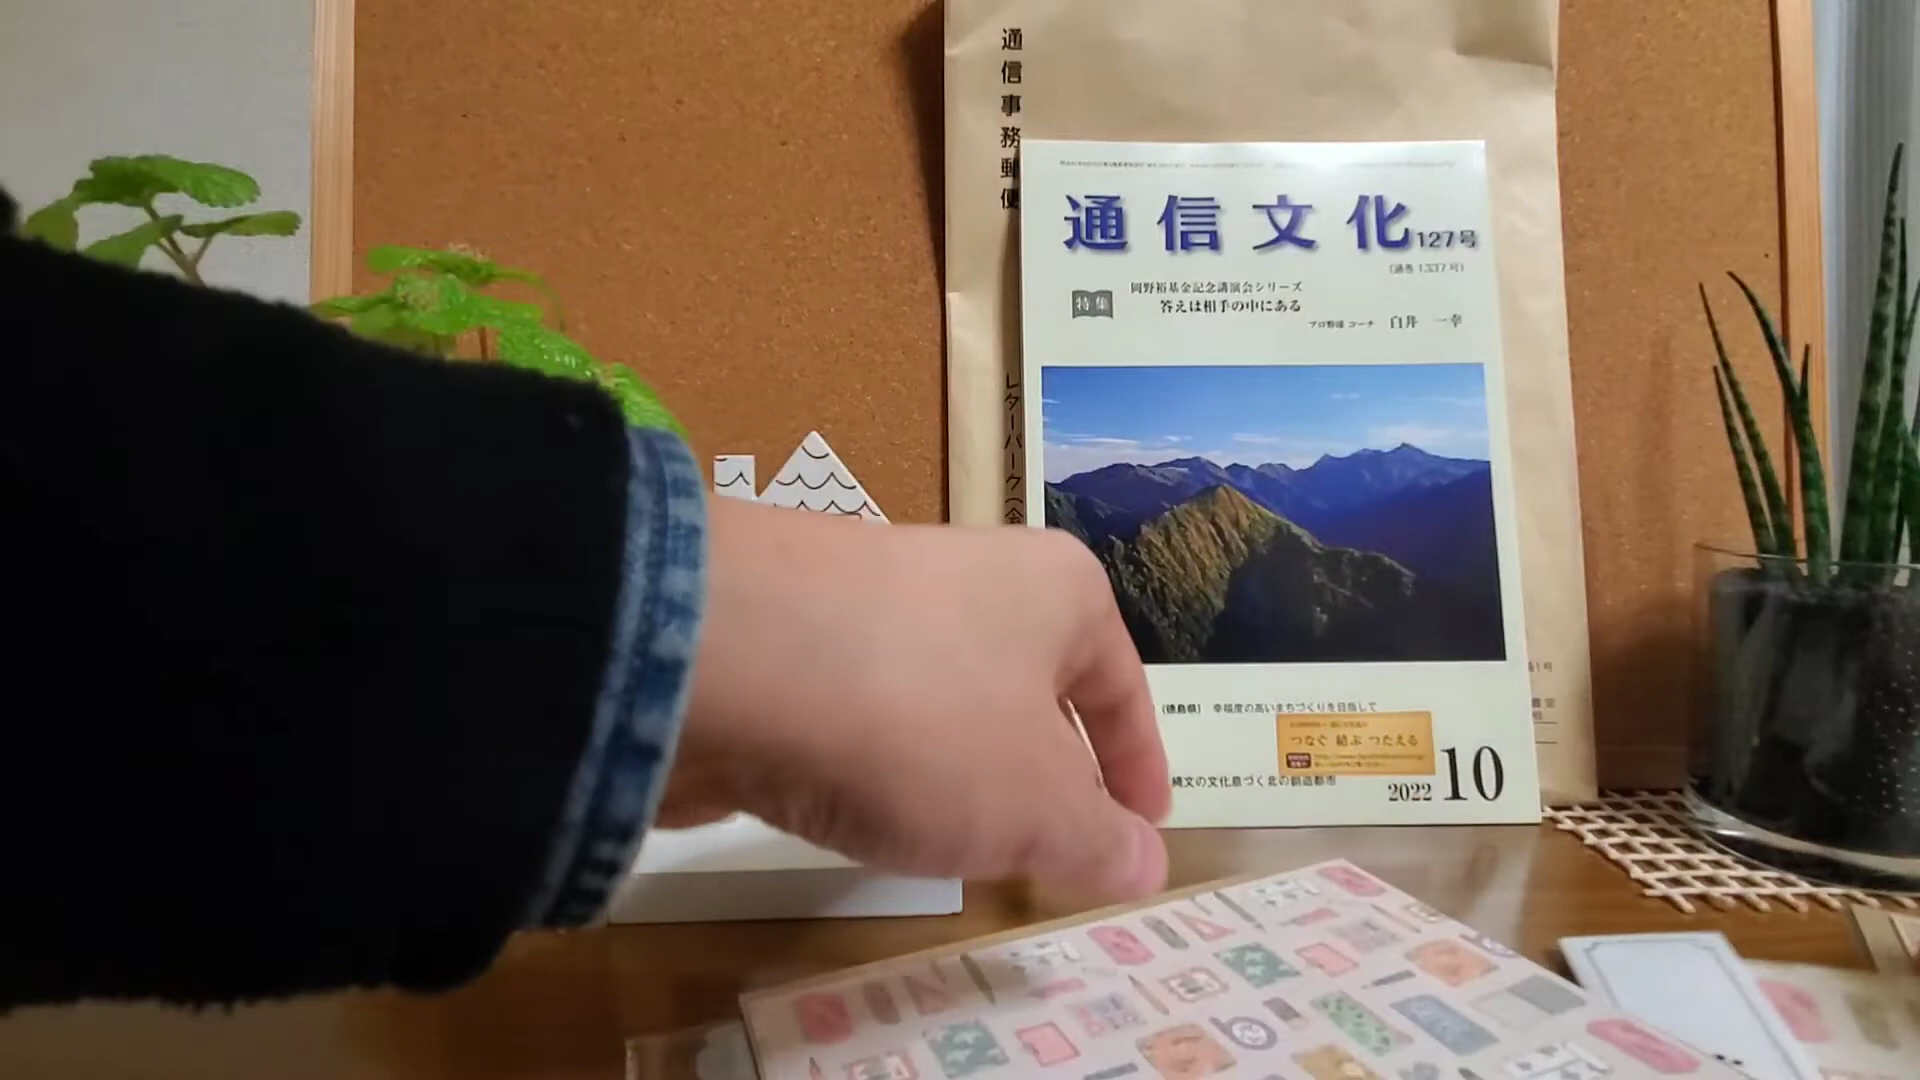 通信事務郵便
レターパーク(会
通信文化127号
(通巻1337号)
特集
岡野裕基金記念講演会シリーズ
答えは相手の中にある
プロ野球 コーチ 白井 一幸
(徳島県) 幸福度の高いまちづくりを目指して
つなぐ 結ぶ つたえる
縄文の文化息づく北の創造都市
2022 10